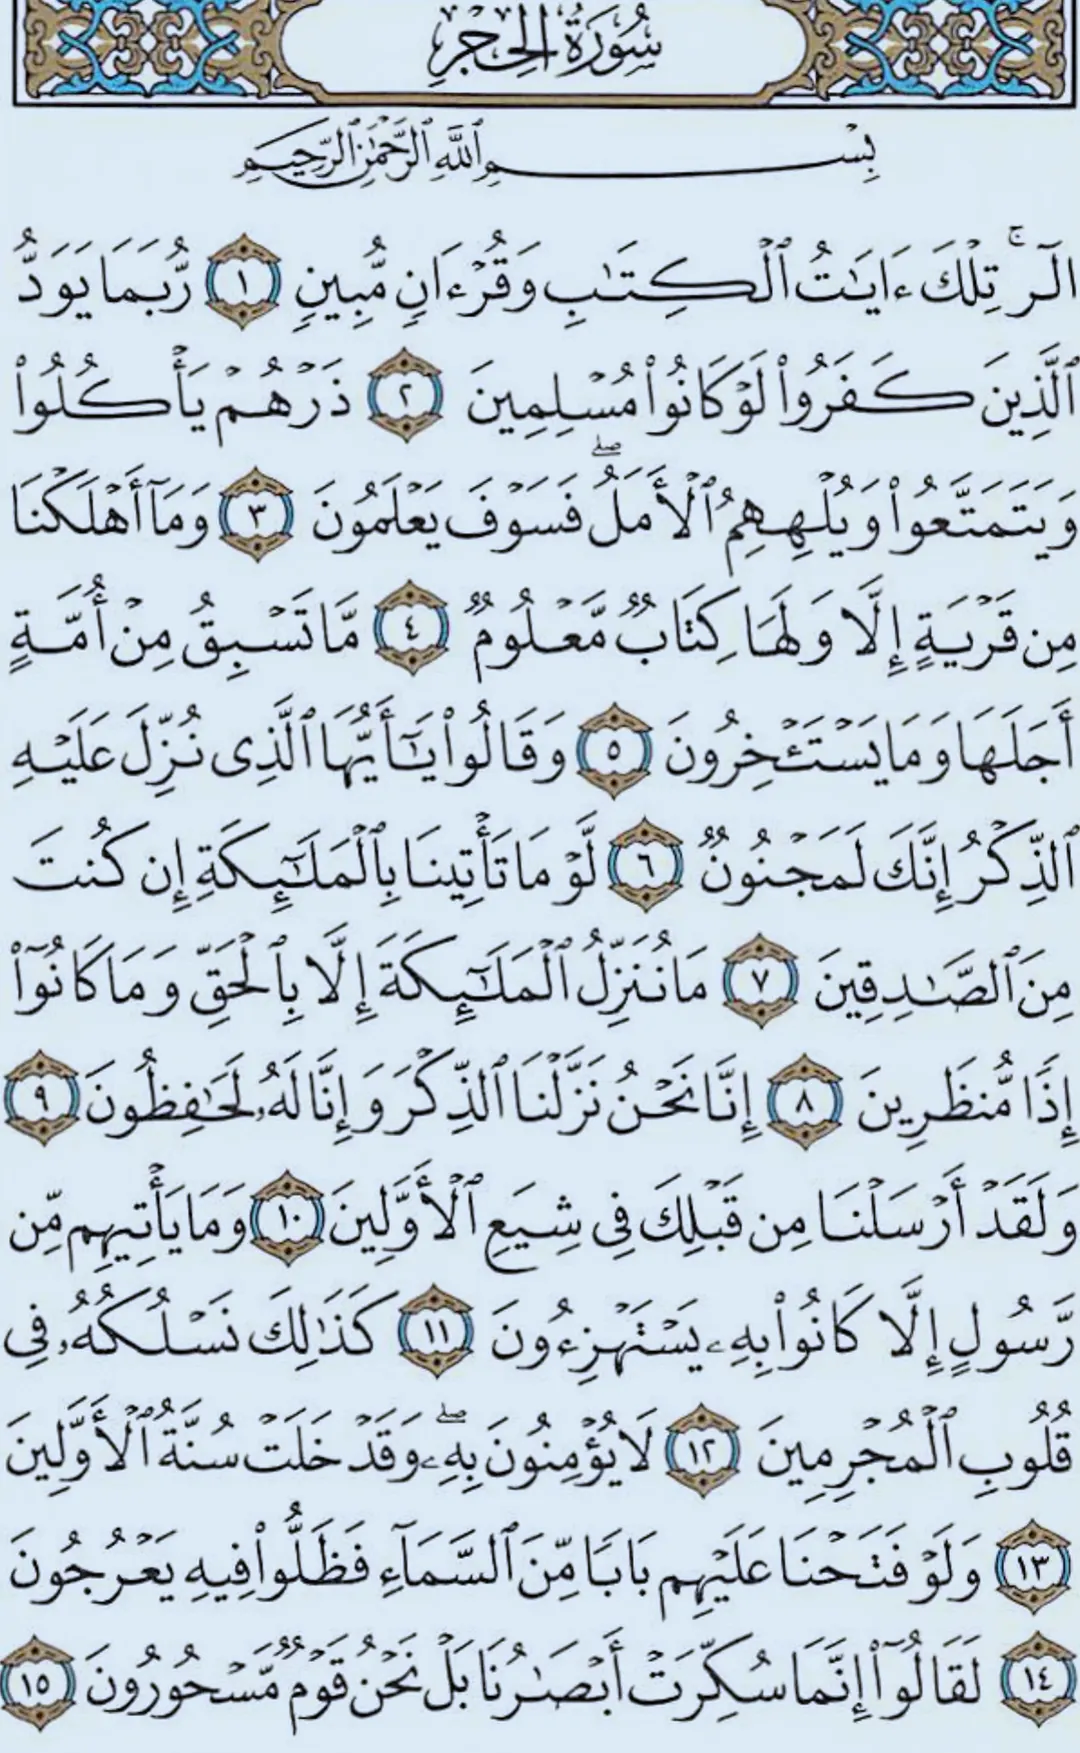 سُورَةُ الحِجْرِ
بِسْمِ ٱللَّهِ ٱلرَّحْمَٰنِ ٱلرَّحِيمِ
الٓرۚ تِلْكَ ءَايَٰتُ ٱلْكِتَٰبِ وَقُرْءَانٍ مُّبِينٍ ١ رُّبَمَا يَوَدُّ
ٱلَّذِينَ كَفَرُوا۟ لَوْ كَانُوا۟ مُسْلِمِينَ ٢ ذَرْهُمْ يَأْكُلُوا۟
وَيَتَمَتَّعُوا۟ وَيُلْهِهِمُ ٱلْأَمَلُۖ فَسَوْفَ يَعْلَمُونَ ٣ وَمَآ أَهْلَكْنَا
مِن قَرْيَةٍ إِلَّا وَلَهَا كِتَابٌ مَّعْلُومٌ ٤ مَّا تَسْبِقُ مِنْ أُمَّةٍ
أَجَلَهَا وَمَا يَسْتَـْٔخِرُونَ ٥ وَقَالُوا۟ يَٰٓأَيُّهَا ٱلَّذِى نُزِّلَ عَلَيْهِ
ٱلذِّكْرُ إِنَّكَ لَمَجْنُونٌ ٦ لَّوْ مَا تَأْتِينَا بِٱلْمَلَٰٓئِكَةِ إِن كُنتَ
مِنَ ٱلصَّٰدِقِينَ ٧ مَا نُنَزِّلُ ٱلْمَلَٰٓئِكَةَ إِلَّا بِٱلْحَقِّ وَمَا كَانُوٓا۟
إِذًا مُّنظَرِينَ ٨ إِنَّا نَحْنُ نَزَّلْنَا ٱلذِّكْرَ وَإِنَّا لَهُۥ لَحَٰفِظُونَ ٩
وَلَقَدْ أَرْسَلْنَا مِن قَبْلِكَ فِى شِيَعِ ٱلْأَوَّلِينَ ١٠ وَمَا يَأْتِيهِم مِّن
رَّسُولٍ إِلَّا كَانُوا۟ بِهِۦ يَسْتَهْزِءُونَ ١١ كَذَٰلِكَ نَسْلُكُهُۥ فِى
قُلُوبِ ٱلْمُجْرِمِينَ ١٢ لَا يُؤْمِنُونَ بِهِۦۖ وَقَدْ خَلَتْ سُنَّةُ ٱلْأَوَّلِينَ
١٣ وَلَوْ فَتَحْنَا عَلَيْهِم بَابًا مِّنَ ٱلسَّمَآءِ فَظَلُّوا۟ فِيهِ يَعْرُجُونَ
١٤ لَقَالُوٓا۟ إِنَّمَا سُكِّرَتْ أَبْصَٰرُنَا بَلْ نَحْنُ قَوْمٌ مَّسْحُورُونَ ١٥